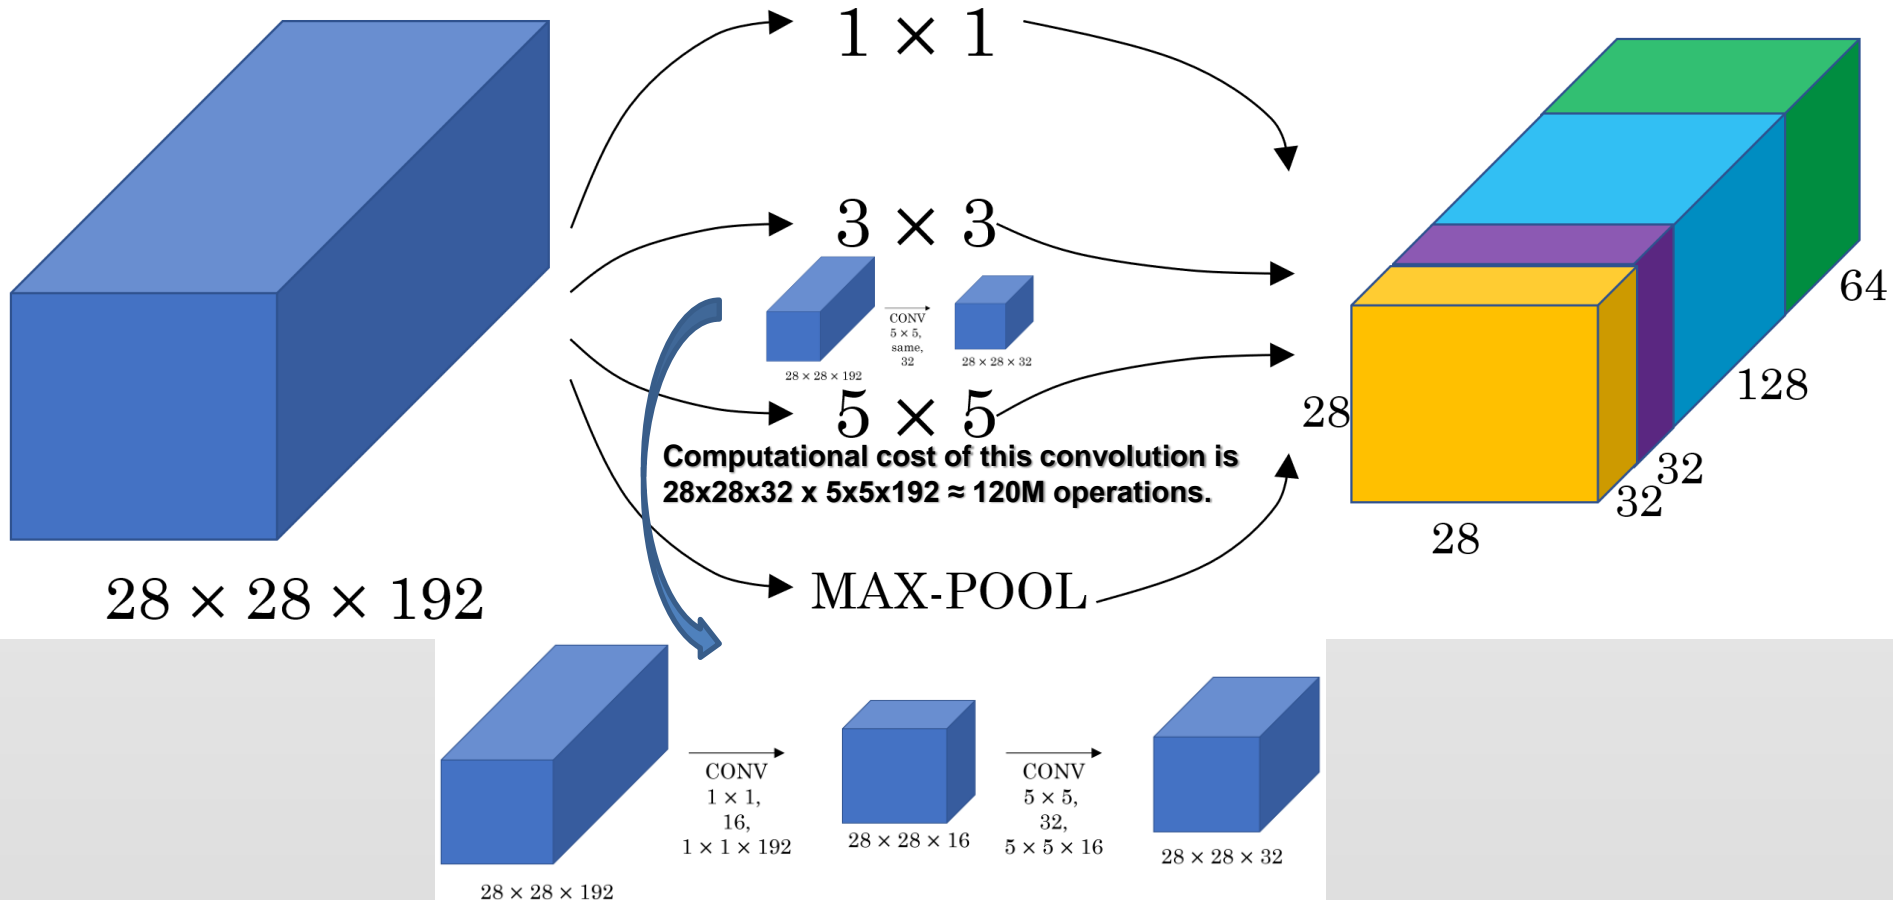 1 × 1
3 × 3
CONV
5 × 5,
same,
32
28 × 28 × 192
28 × 28 × 32
5 × 5
Computational cost of this convolution is
28x28x32 x 5x5x192 ≈ 120M operations.
MAX-POOL
28 × 28 × 192
64
128
32
32
28
28
CONV
1 × 1,
16,
1 × 1 × 192
28 × 28 × 192
28 × 28 × 16
CONV
5 × 5,
32,
5 × 5 × 16
28 × 28 × 32